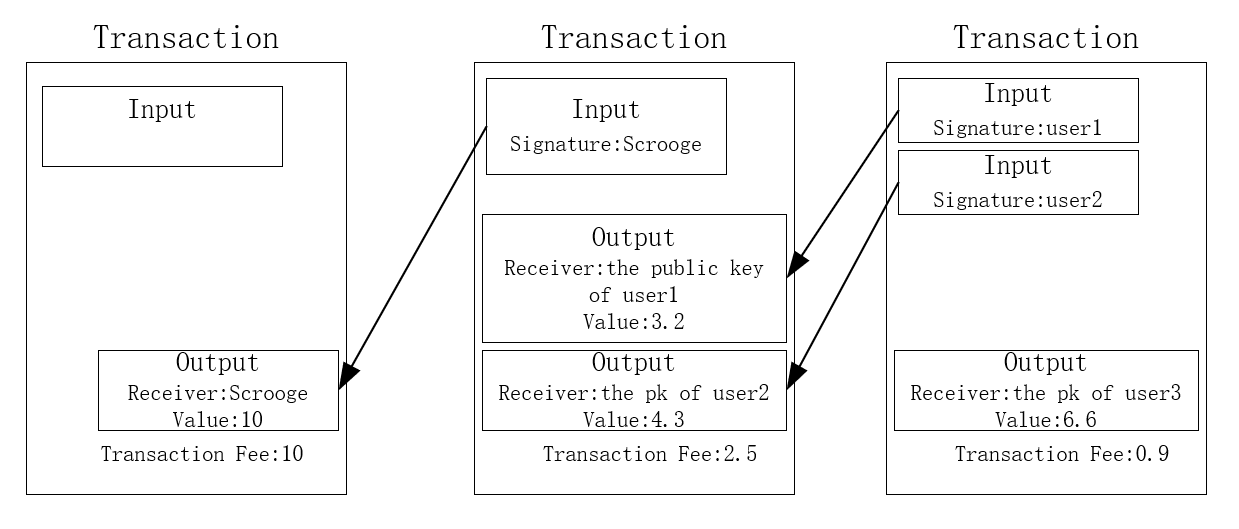 Transaction
Input
Output
Receiver:Scrooge
Value:10
Transaction Fee:10
Transaction
Input
Signature:Scrooge
Output
Receiver:the public key
of user1
Value:3.2
Output
Receiver:the pk of user2
Value:4.3
Transaction Fee:2.5
Transaction
Input
Signature:user1
Input
Signature:user2
Output
Receiver:the pk of user3
Value:6.6
Transaction Fee:0.9